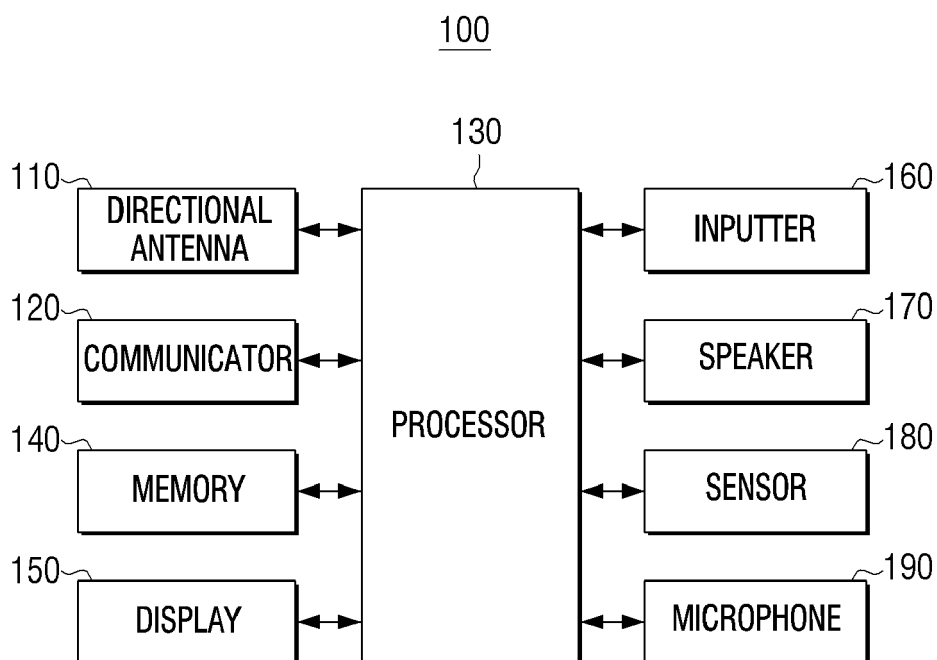 100
130
110
DIRECTIONAL
ANTENNA
160
INPUTTER
120
COMMUNICATOR
170
SPEAKER
PROCESSOR
140
MEMORY
180
SENSOR
150
DISPLAY
190
MICROPHONE